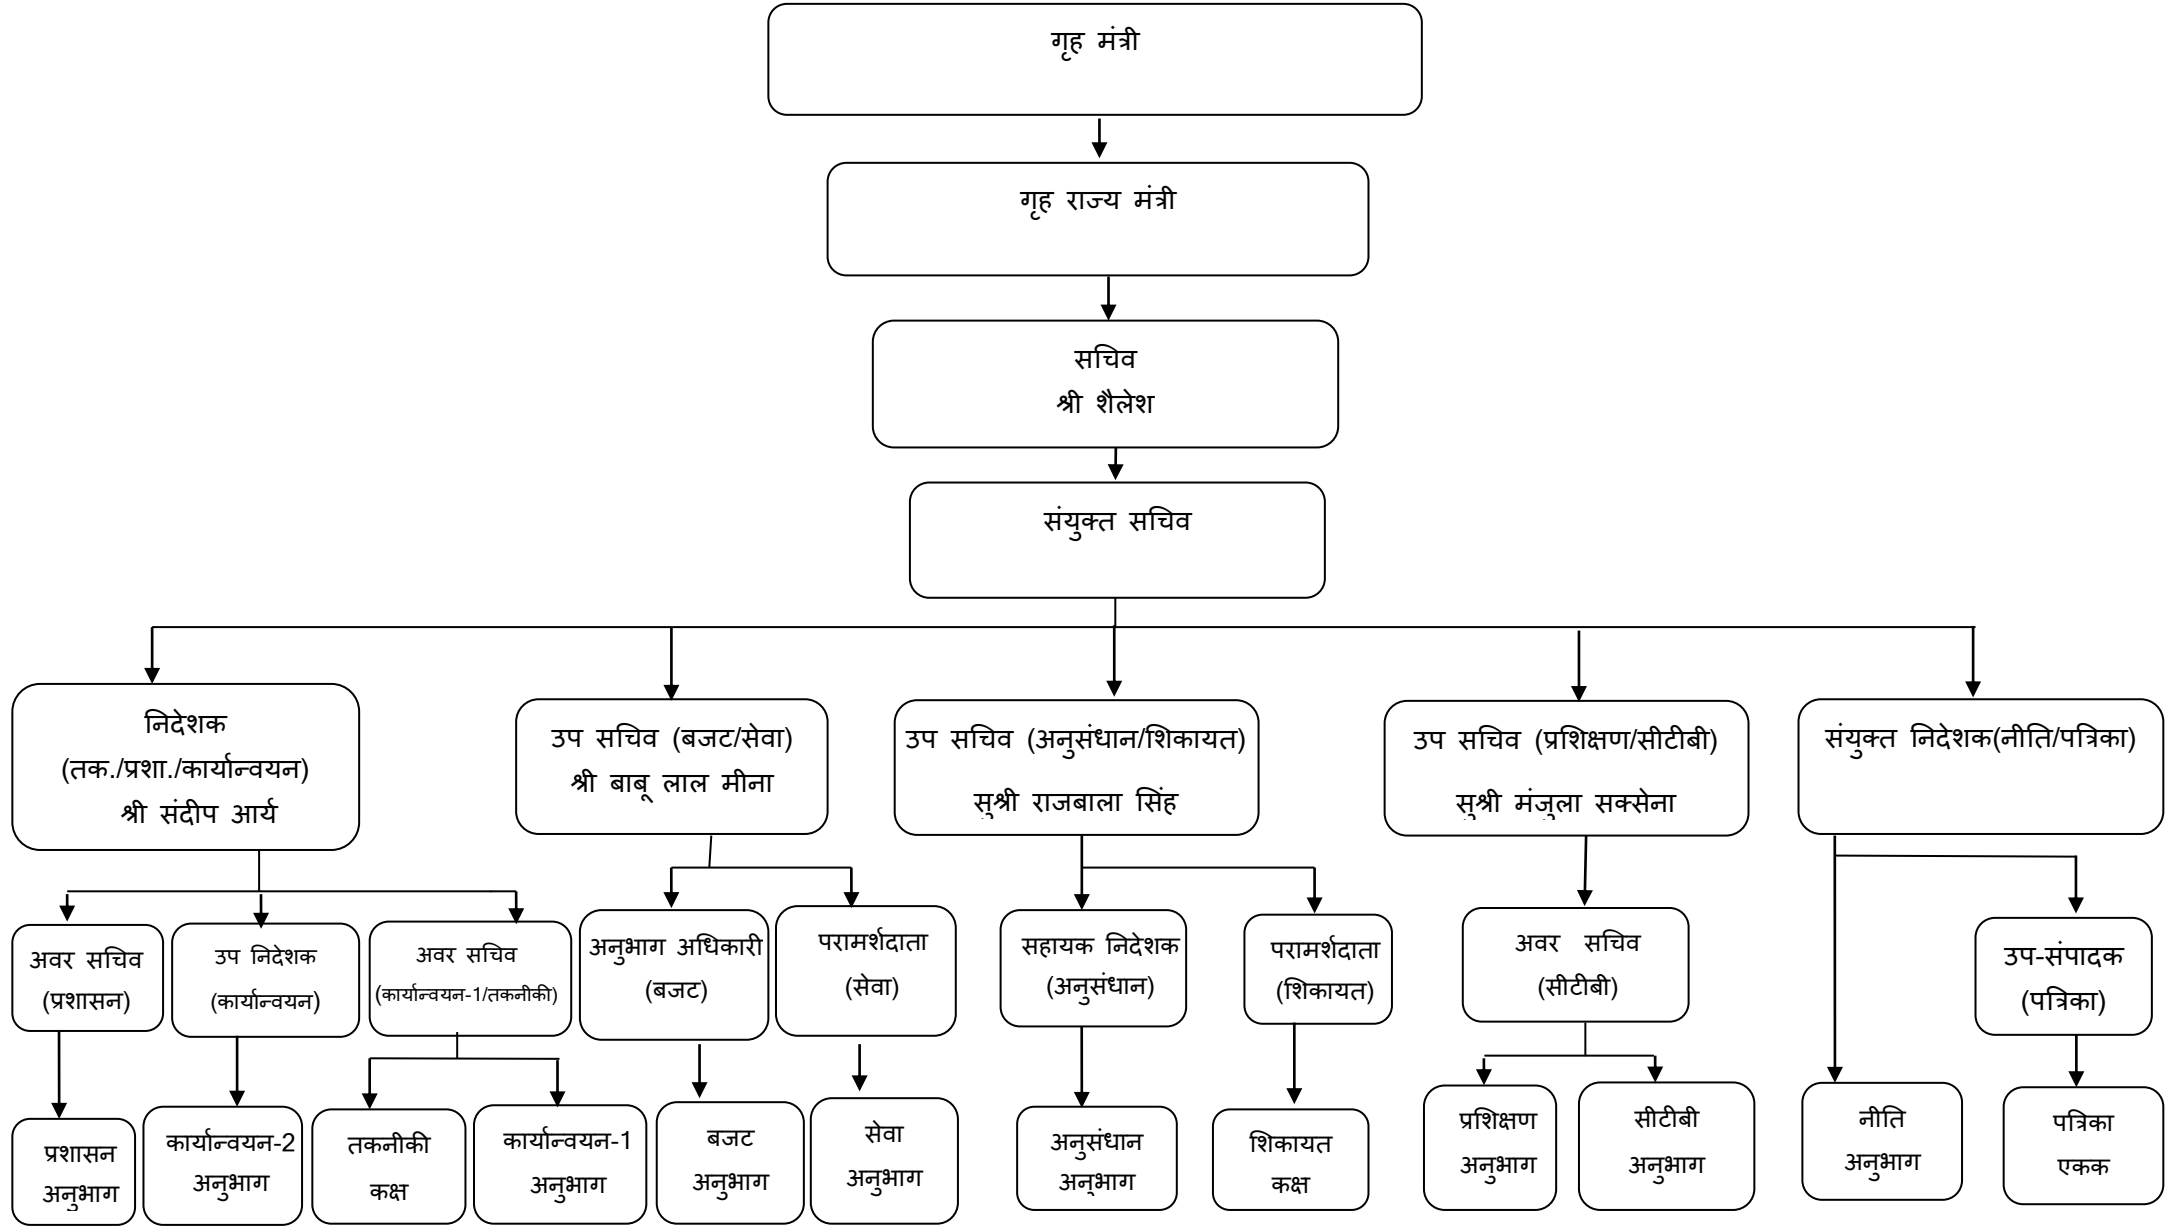 गृह मंत्री
गृह राज्य मंत्री
सचिव
श्री शैलेश
संयुक्त सचिव
निदेशक
(तक./प्रशा./कार्यान्वयन)
श्री संदीप आर्य
उप सचिव (बजट/सेवा)
श्री बाबू लाल मीना
उप सचिव (अनुसंधान/शिकायत)
सुश्री राजबाला सिंह
उप सचिव (प्रशिक्षण/सीटीबी)
सुश्री मंजुला सक्सेना
संयुक्त निदेशक(नीति/पत्रिका)
अवर सचिव
(प्रशासन)
उप निदेशक
(कार्यान्वयन)
अवर सचिव
(कार्यान्वयन-1/तकनीकी)
अनुभाग अधिकारी
(बजट)
परामर्शदाता
(सेवा)
सहायक निदेशक
(अनुसंधान)
परामर्शदाता
(शिकायत)
अवर सचिव
(सीटीबी)
उप-संपादक
(पत्रिका)
प्रशासन
अनुभाग
कार्यान्वयन-2
अनुभाग
तकनीकी
कक्ष
कार्यान्वयन-1
अनुभाग
बजट
अनुभाग
सेवा
अनुभाग
अनुसंधान
अनुभाग
शिकायत
कक्ष
प्रशिक्षण
अनुभाग
सीटीबी
अनुभाग
नीति
अनुभाग
पत्रिका
एकक